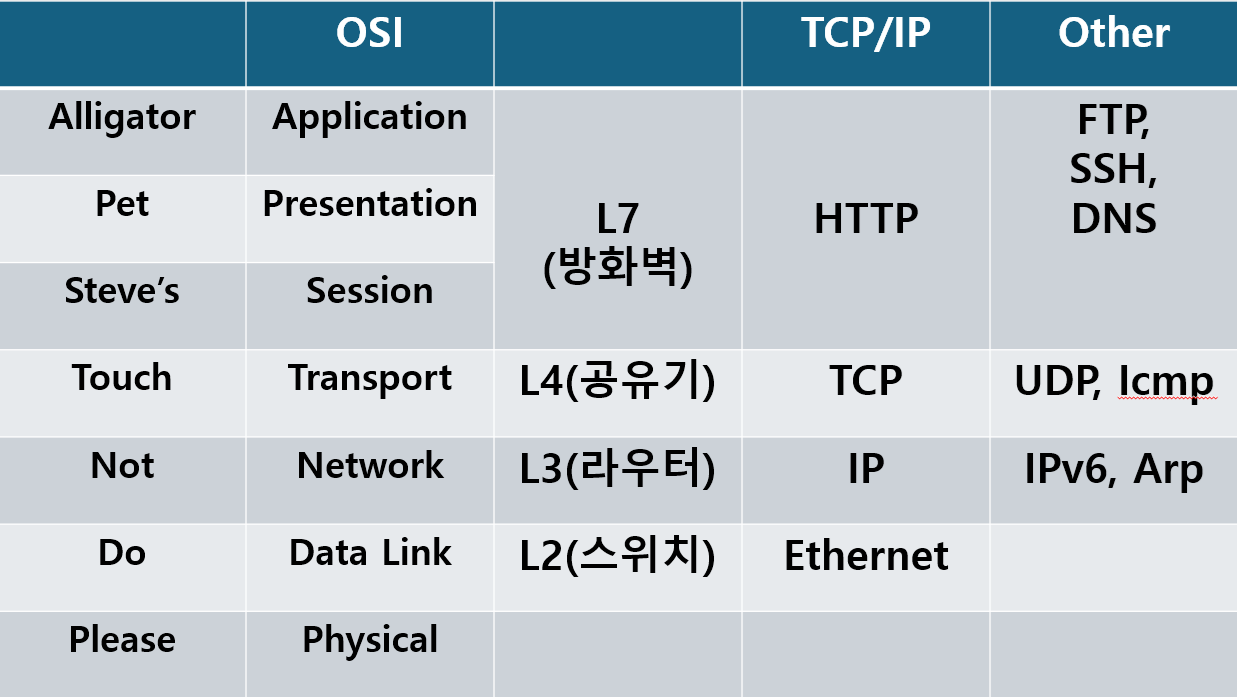 OSI TCP/IP Other
Alligator Application
Pet Presentation
Steve's Session
L7
(방화벽)
HTTP
FTP,
SSH,
DNS
Touch Transport L4(공유기) TCP UDP, Icmp
Not Network L3(라우터) IP IPv6, Arp
Do Data Link L2(스위치) Ethernet
Please Physical